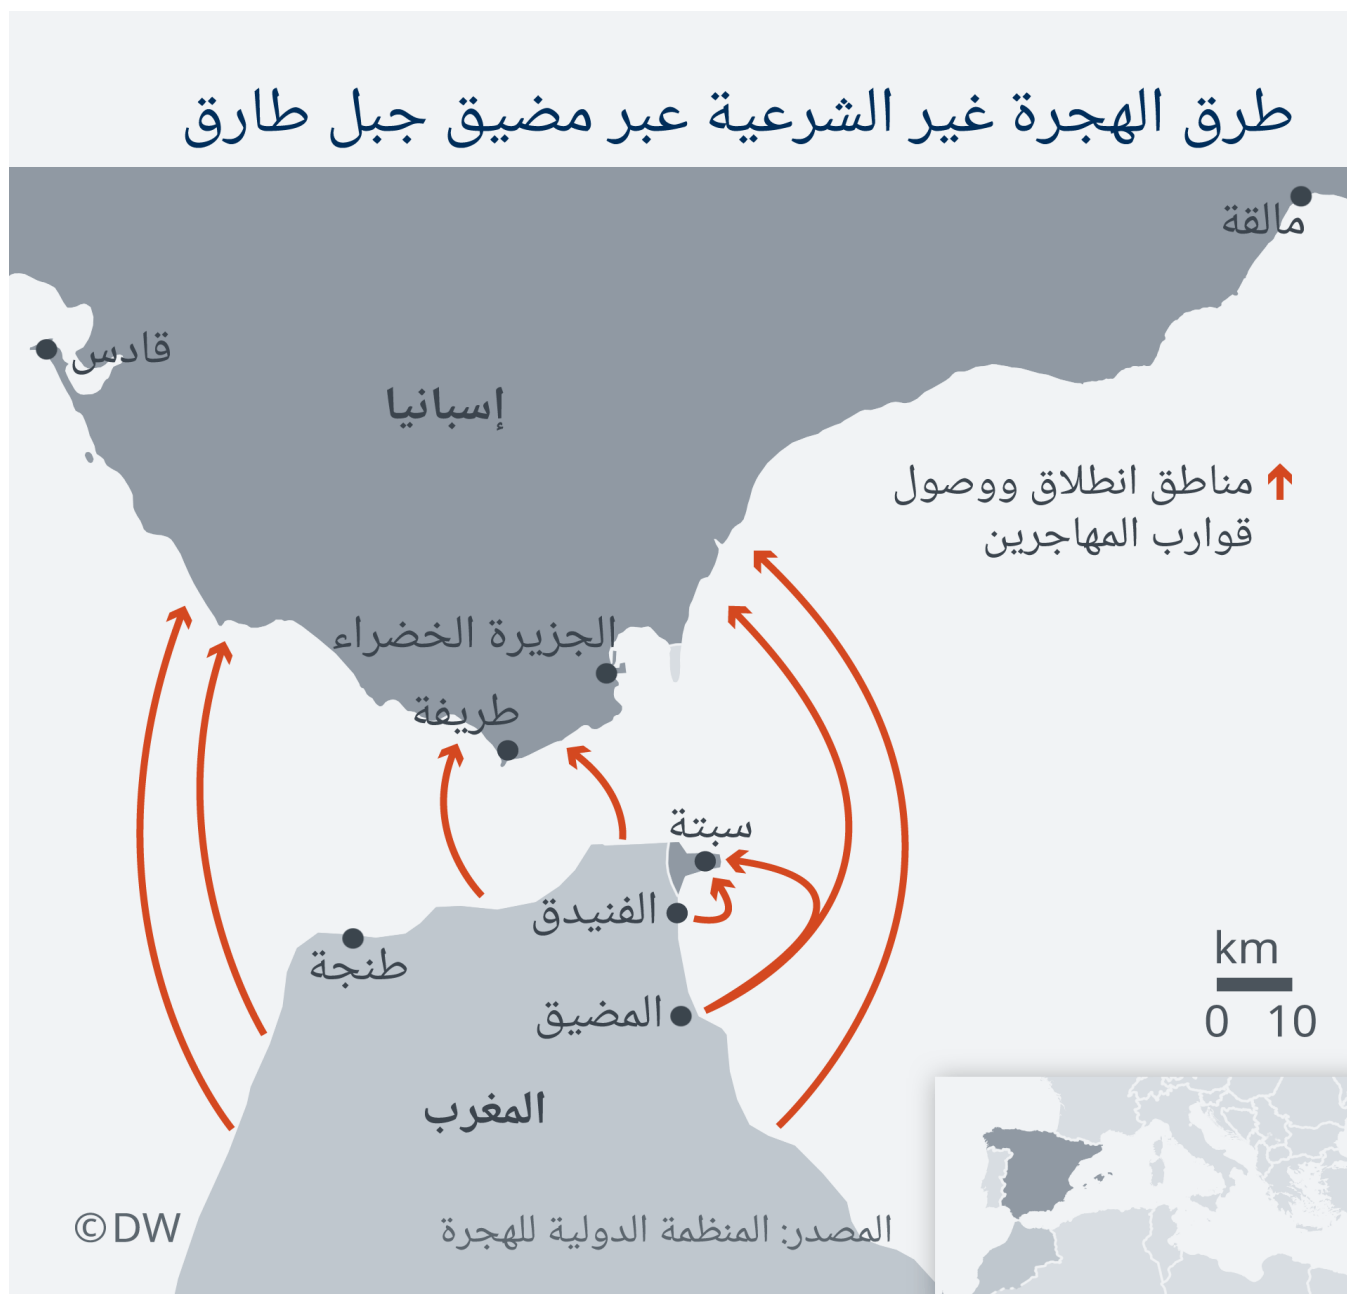 طرق الهجرة غير الشرعية عبر مضيق جبل طارق
مالقة
قادس
إسبانيا
مناطق انطلاق ووصول
قوارب المهاجرين
الجزيرة الخضراء
طريفة
سبتة
الفنيدق
طنجة
المضيق
km
0 10
المغرب
المصدر: المنظمة الدولية للهجرة
©DW